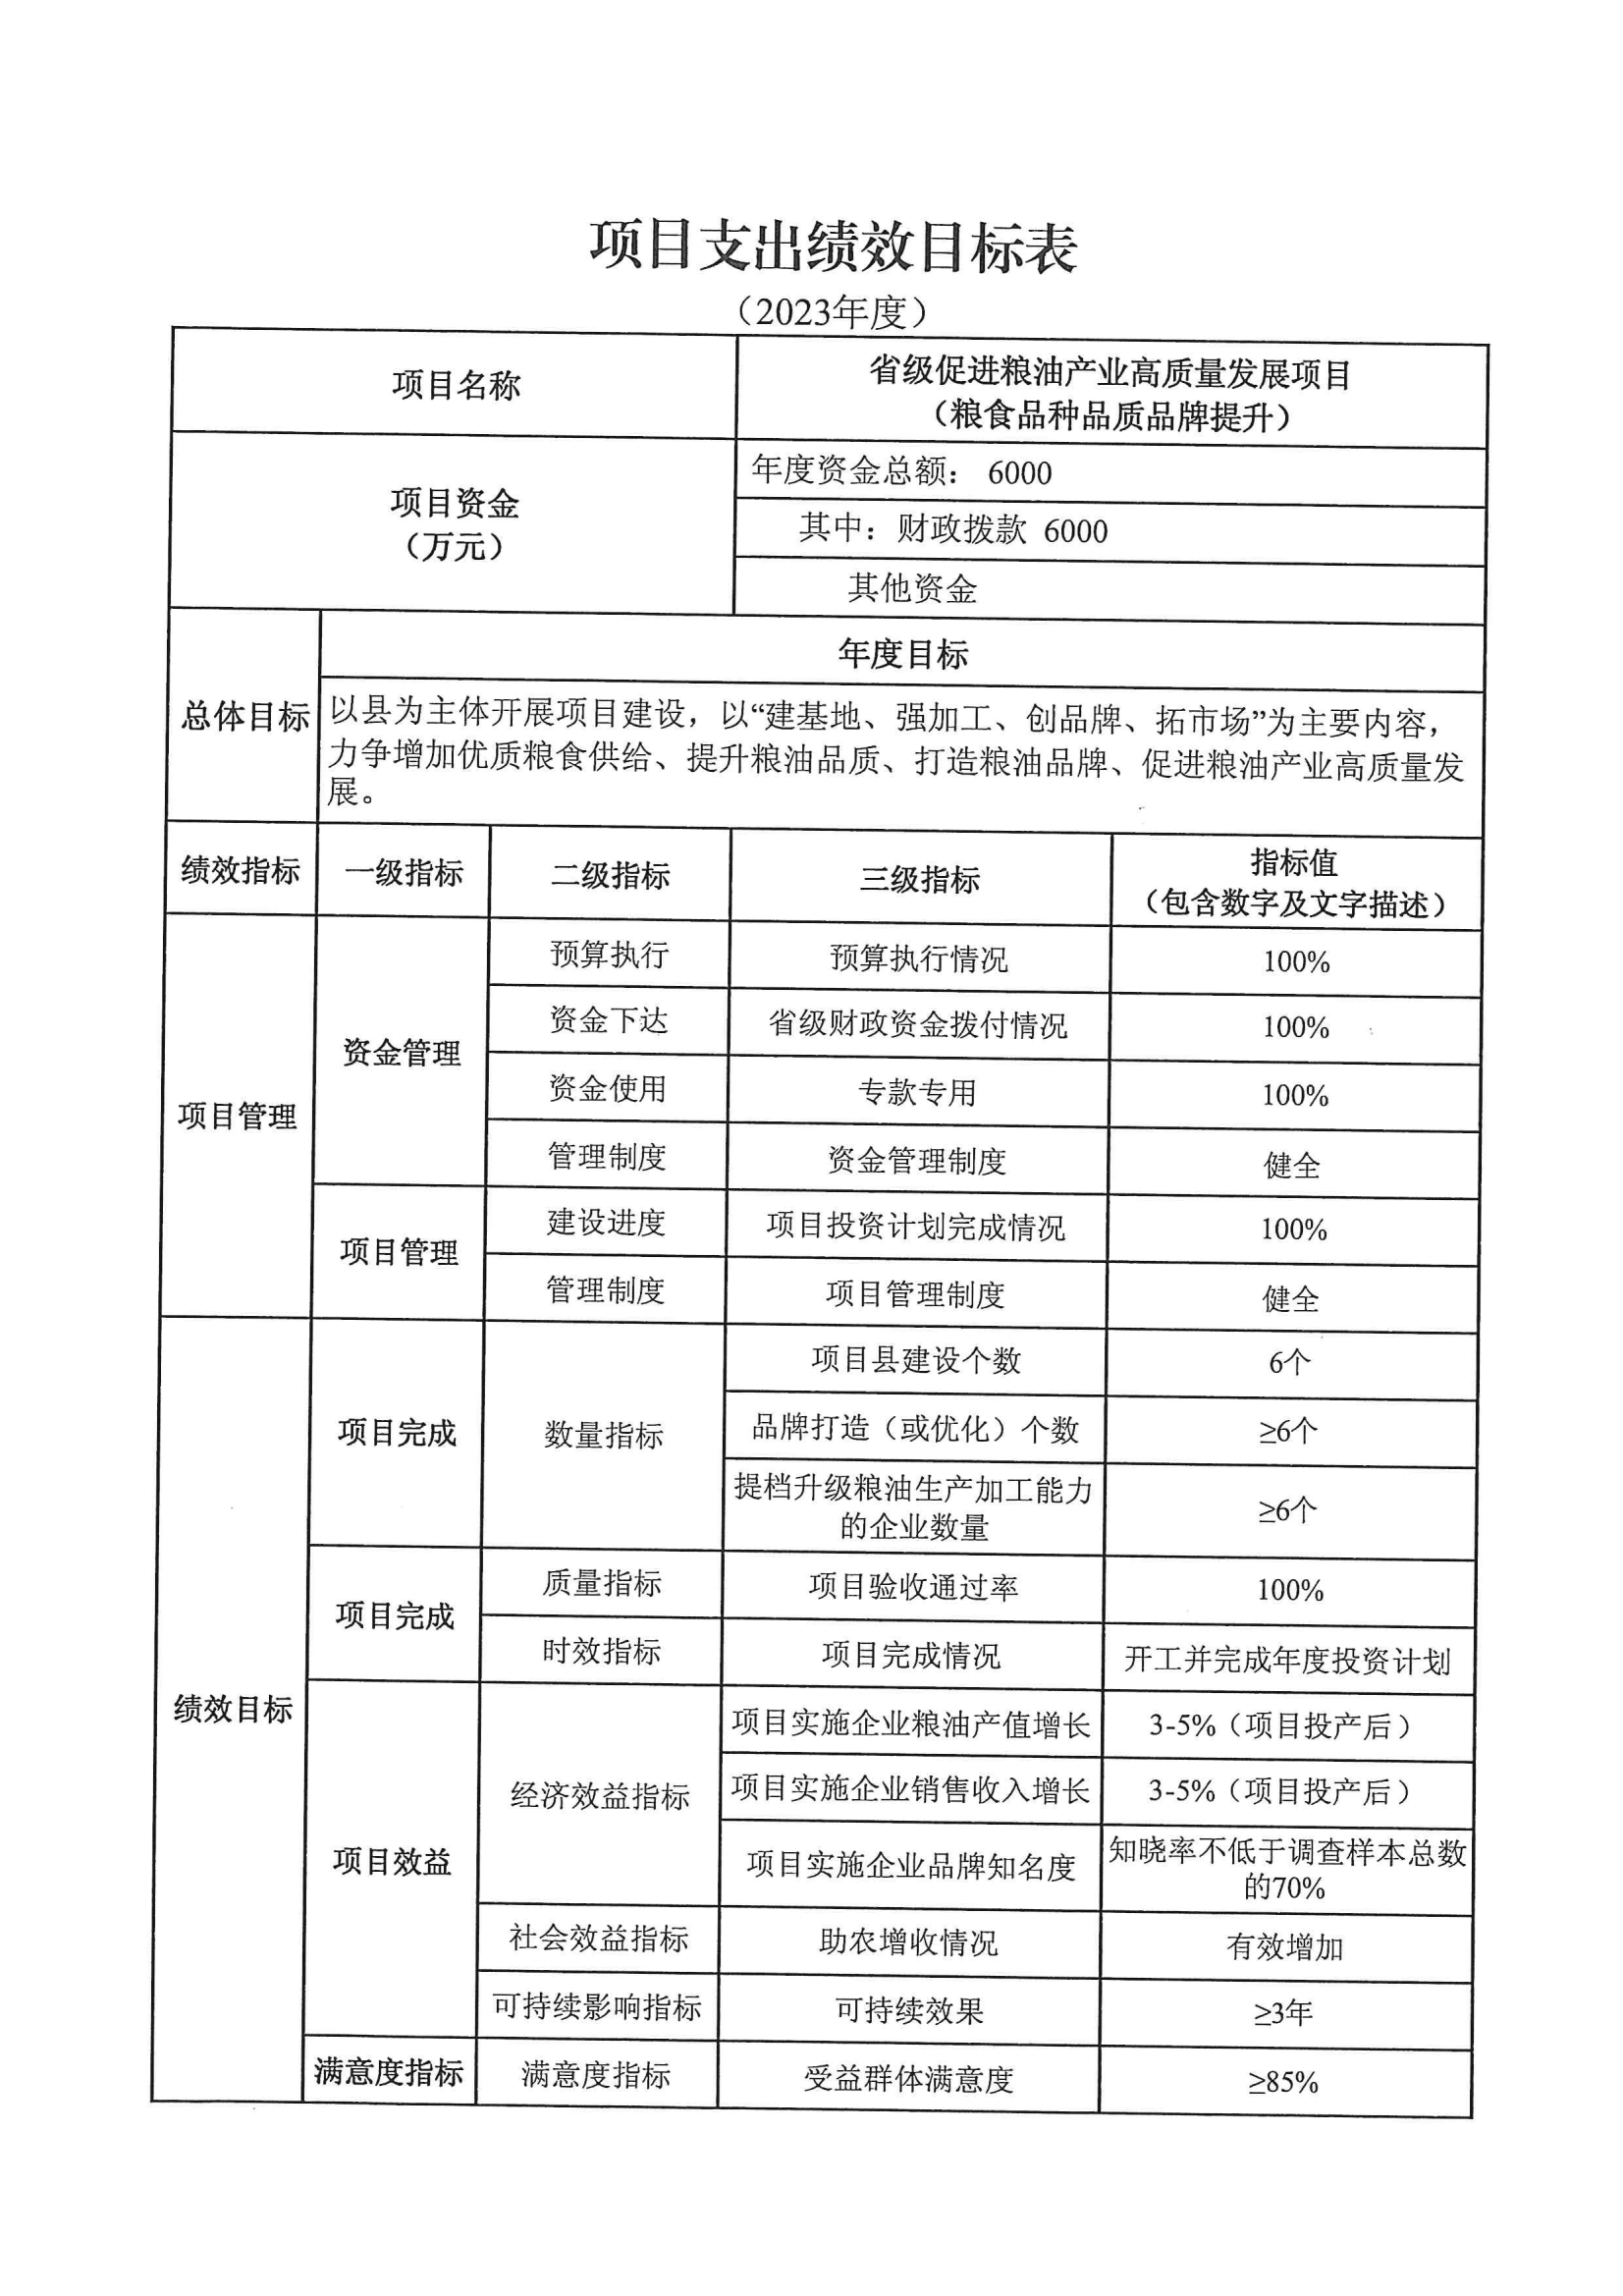 项目支出绩效目标表
（2023年度）
项目名称
省级促进粮油产业高质量发展项目
（粮食品种品质品牌提升）
项目资金
（万元）
年度资金总额： 6000
其中：财政拨款 6000
其他资金
总体目标
年度目标
以县为主体开展项目建设，以“建基地、强加工、创品牌、拓市场”为主要内容，
力争增加优质粮食供给、提升粮油品质、打造粮油品牌、促进粮油产业高质量发
展。
绩效指标 一级指标 二级指标 三级指标 指标值
（包含数字及文字描述）
项目管理
资金管理
预算执行 预算执行情况 100%
资金下达 省级财政资金拨付情况 100%
资金使用 专款专用 100%
管理制度 资金管理制度 健全
项目管理
建设进度 项目投资计划完成情况 100%
管理制度 项目管理制度 健全
绩效目标
项目完成
数量指标
项目县建设个数 6个
品牌打造（或优化）个数 ≥6个
提档升级粮油生产加工能力
的企业数量
≥6个
项目完成
质量指标 项目验收通过率 100%
时效指标 项目完成情况 开工并完成年度投资计划
项目效益
经济效益指标
项目实施企业粮油产值增长 3-5%（项目投产后）
项目实施企业销售收入增长 3-5%（项目投产后）
项目实施企业品牌知名度
知晓率不低于调查样本总数
的70%
社会效益指标 助农增收情况 有效增加
可持续影响指标 可持续效果 ≥3年
满意度指标 满意度指标 受益群体满意度 ≥85%